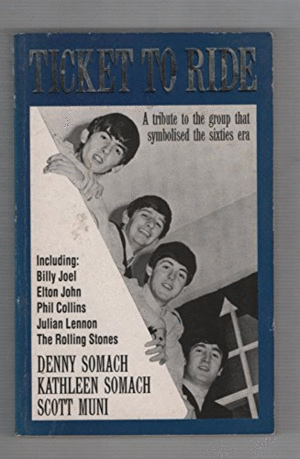 TICKET TO RIDE
A tribute to the group that
symbolised the sixties era
Including:
Billy Joel
Elton John
Phil Collins
Julian Lennon
The Rolling Stones
DENNY SOMACH
KATHLEEN SOMACH
SCOTT MUNI